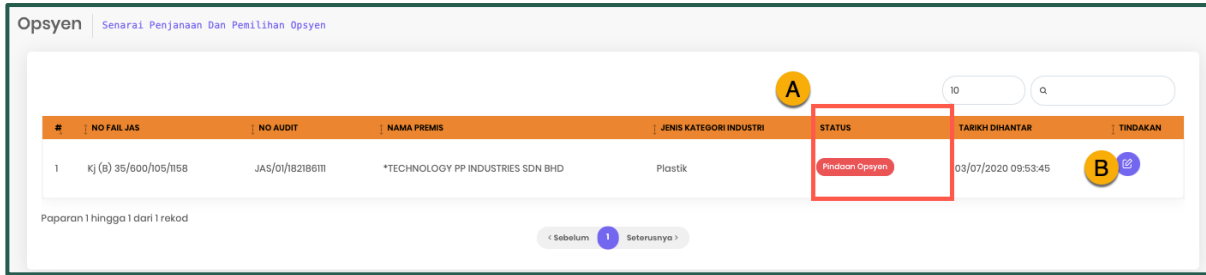 Opsyen Senarai Penjanaan Dan Pemilihan Opsyen
A
10
# NO FAIL JAS NO AUDIT NAMA PREMIS JENIS KATEGORI INDUSTRI STATUS TARIKH DIHANTAR TINDAKAN
1 Kj (B) 35/600/105/1158 JAS/01/182186111 *TECHNOLOGY PP INDUSTRIES SDN BHD Plastik Pindaan Opsyen 03/07/2020 09:53:45 B
Paparan 1 hingga 1 dari 1 rekod
< Sebelum 1 Seterusnya >